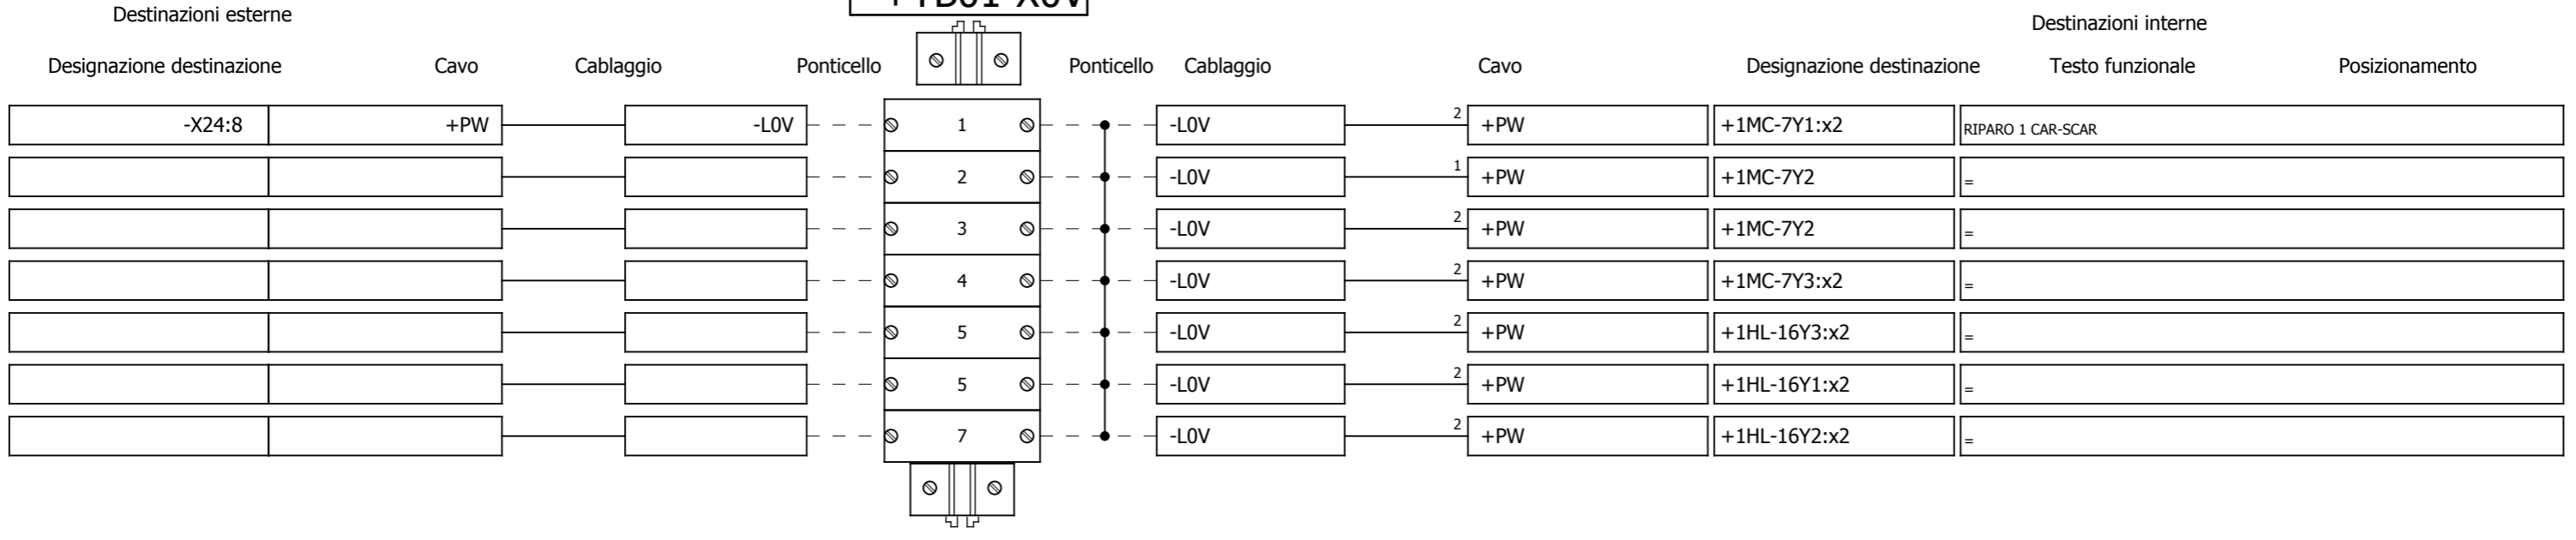 Destinazioni esterne
Destinazioni interne
Designazione destinazione Cavo Cablaggio Ponticello Ponticello Cablaggio Cavo Designazione destinazione Testo funzionale Posizionamento
-X24:8 +PW -L0V 1 -L0V 2 +PW +1MC-7Y1:x2 RIPARO 1 CAR-SCAR
2 -L0V 1 +PW +1MC-7Y2 =
3 -L0V 2 +PW +1MC-7Y2 =
4 -L0V 2 +PW +1MC-7Y3:x2 =
5 -L0V 2 +PW +1HL-16Y3:x2 =
5 -L0V 2 +PW +1HL-16Y1:x2 =
7 -L0V 2 +PW +1HL-16Y2:x2 =